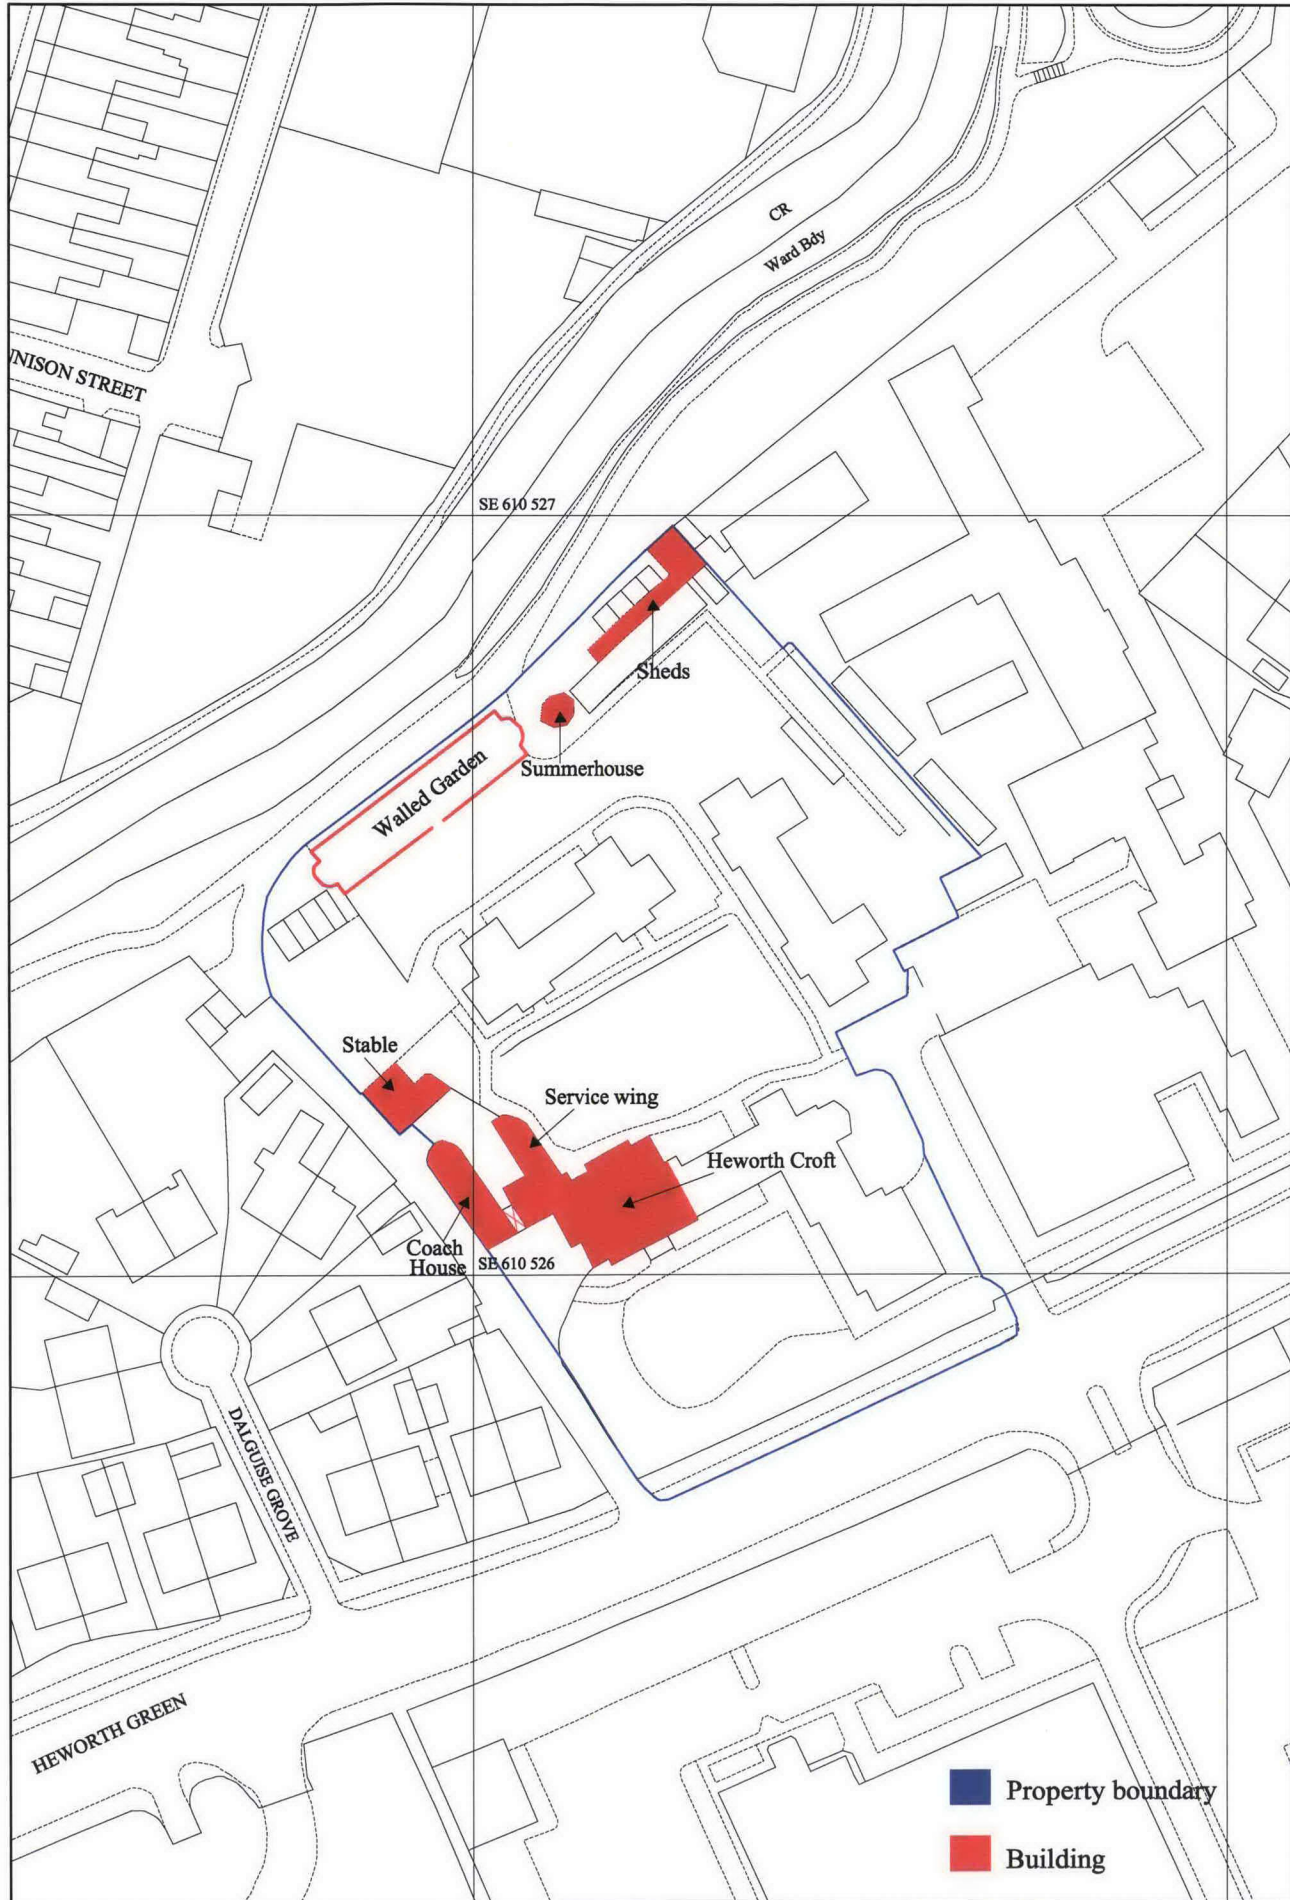 CR
Ward Bdy
NNISON STREET
SE 610 527
Sheds
Summerhouse
Walled Garden
Stable
Service wing
Heworth Croft
Coach
House
SE 610 526
DALGUISE GROVE
HEWORTH GREEN
Property boundary
Building